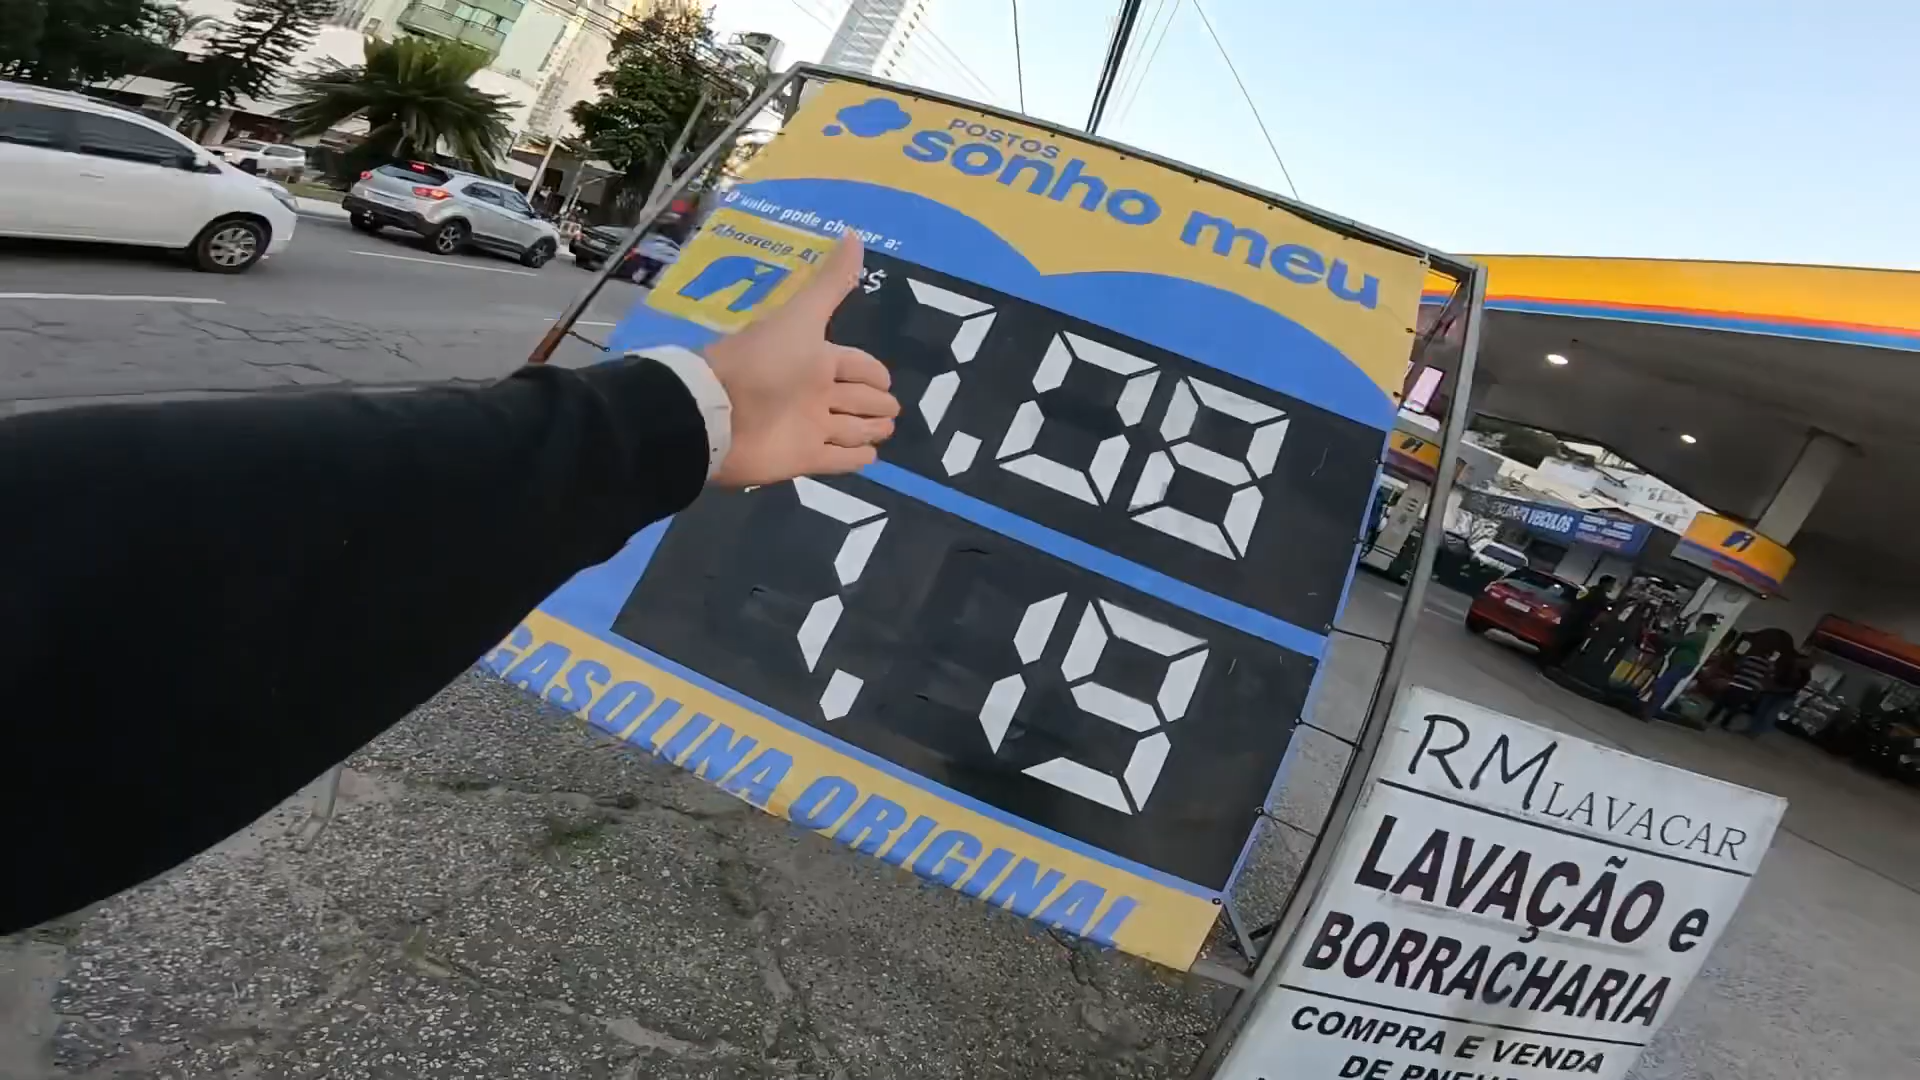 POSTOS
sonho meu
O valor pode chegar a:
Abastece Aí
R$
7,08
7,19
GASOLINA ORIGINAL
VEÍCULOS
RM LAVACAR
LAVAÇÃO e
BORRACHARIA
COMPRA E VENDA
DE